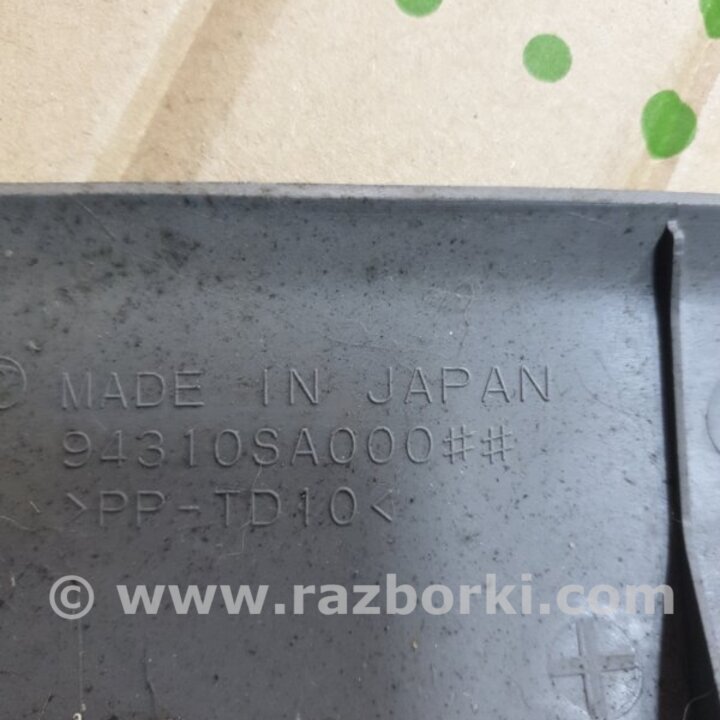 MADE IN JAPAN
94310SA000##
>PP-TD10<
© www.razborki.com